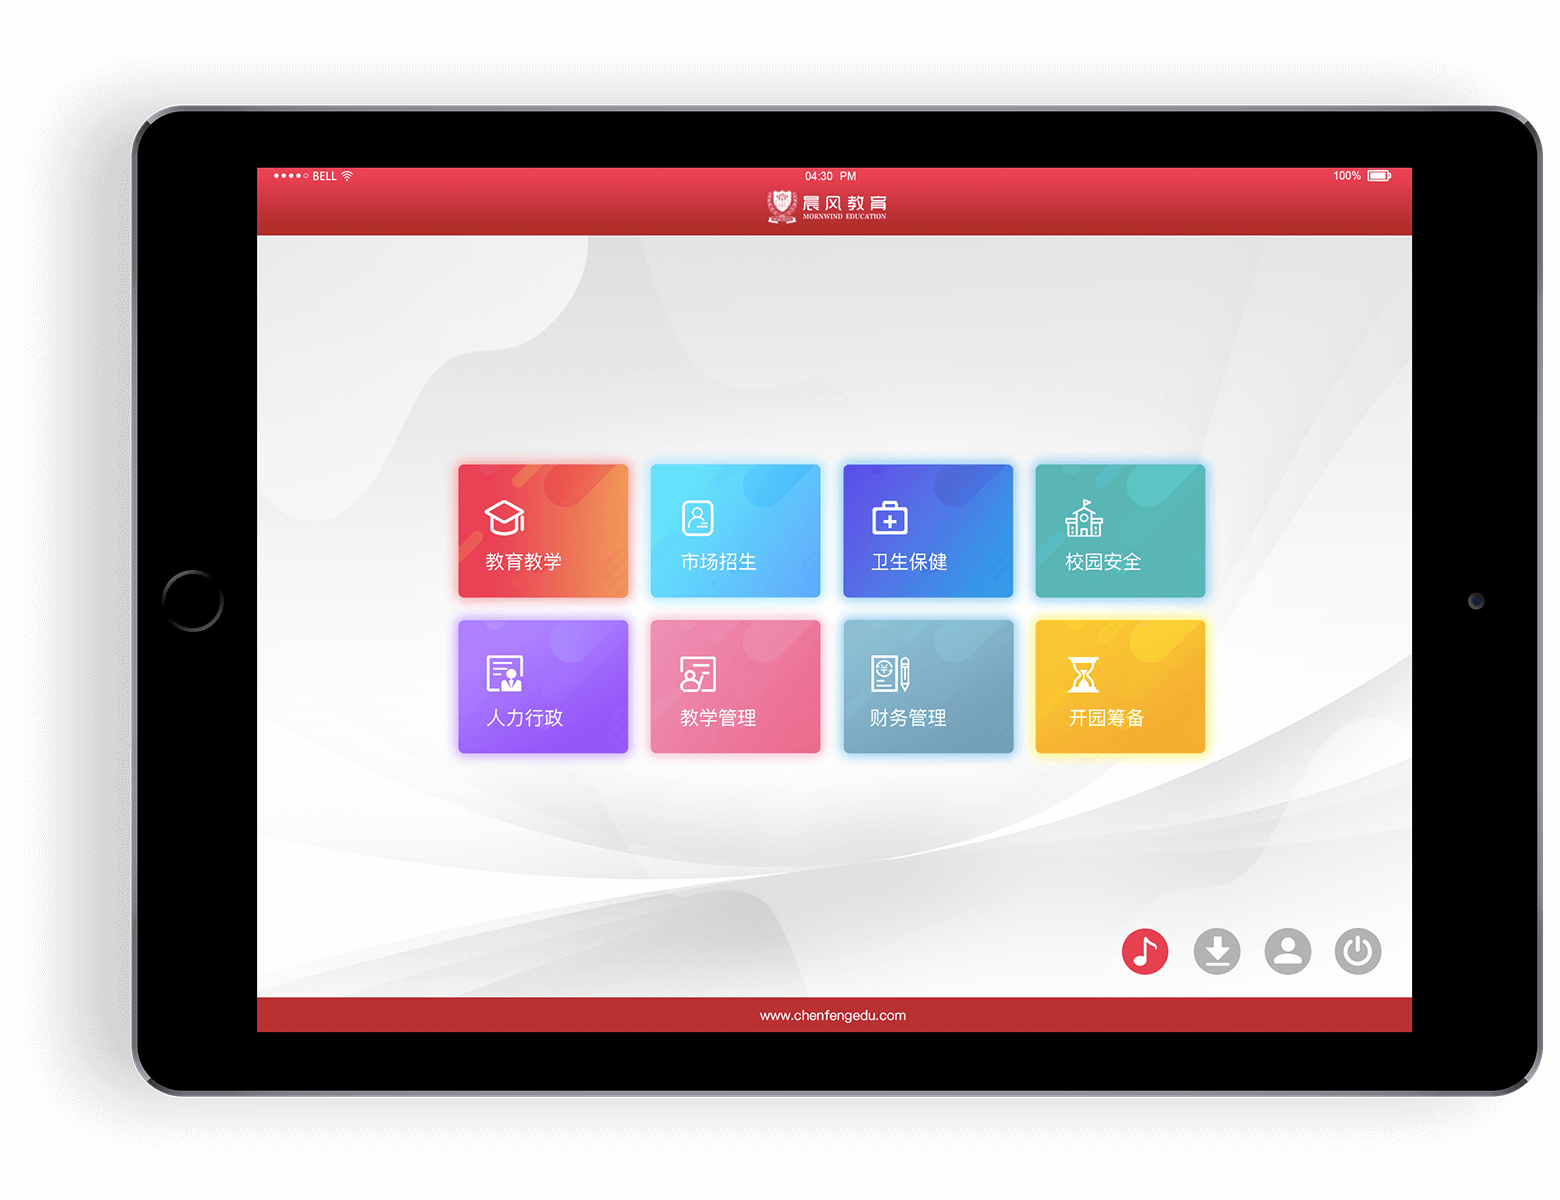 BELL
04:30 PM
100%
晨风教育
MORNWIND EDUCATION
教育教学
市场招生
卫生保健
校园安全
人力行政
教学管理
财务管理
开园筹备
www.chenfengedu.com